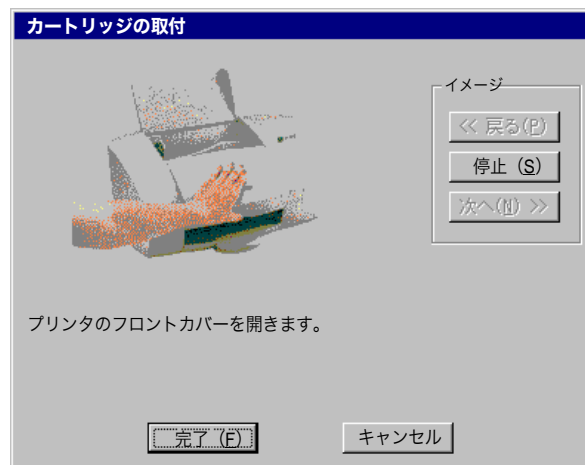 カートリッジの取付
イメージ
<< 戻る(P)
停止 (S)
次へ(N) >>
プリンタのフロントカバーを開きます。
完了 (F)
キャンセル